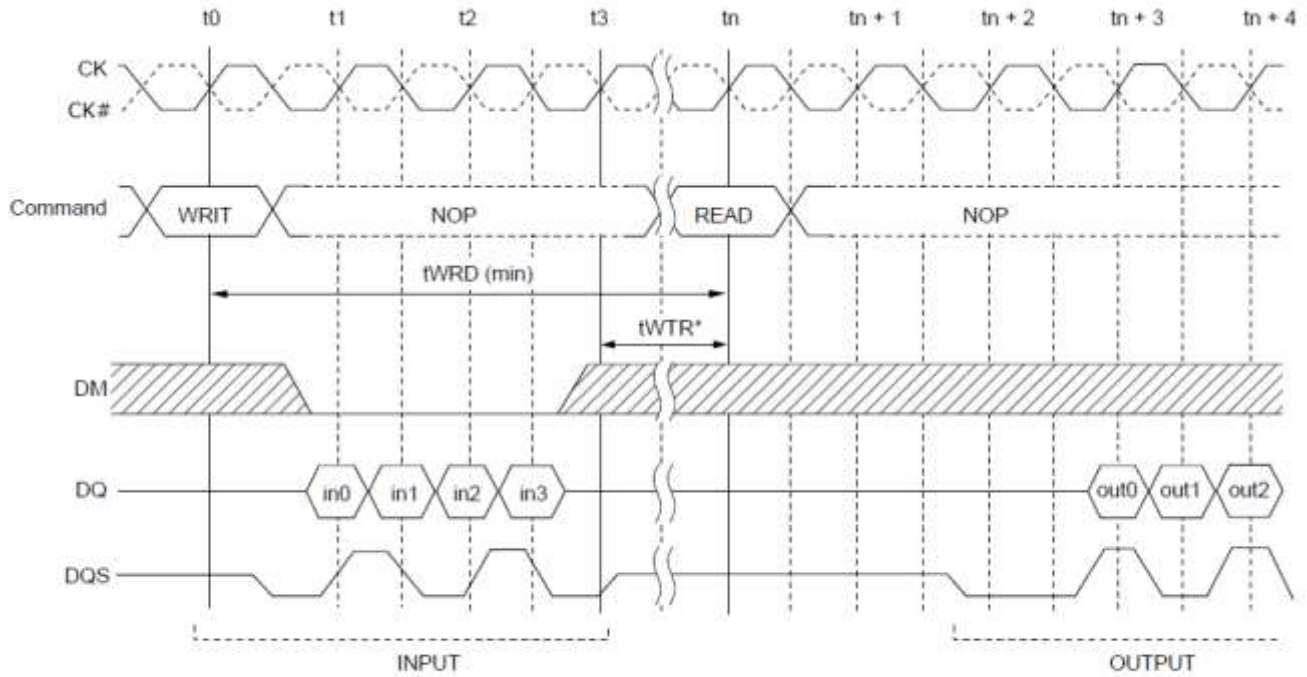 t0 t1 t2 t3 tn tn + 1 tn + 2 tn + 3 tn + 4
CK
CK#
Command WRIT NOP READ NOP
tWRD (min)
tWTR*
DM
DQ in0 in1 in2 in3 out0 out1 out2
DQS
INPUT OUTPUT